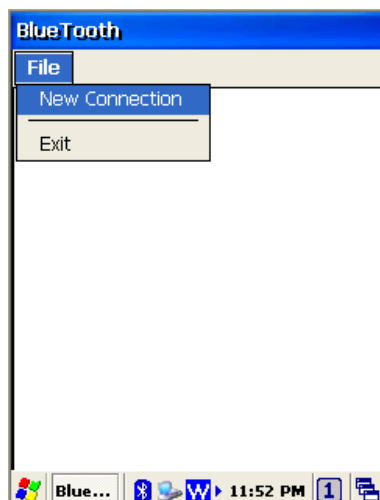 BlueTooth
File
New Connection
Exit
Blue... W 11:52 PM 1